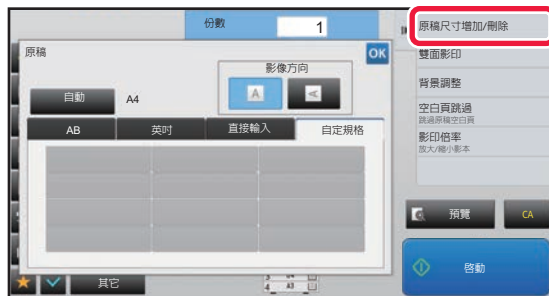 份數
1
原稿
OK
影像方向
自動
A4
A
A
AB
英吋
直接輸入
自定規格
原稿尺寸增加/刪除
雙面影印
背景調整
空白頁跳過
跳過原稿空白頁
影印倍率
放大/縮小影本
預覽
CA
啓動
其它
4 A3